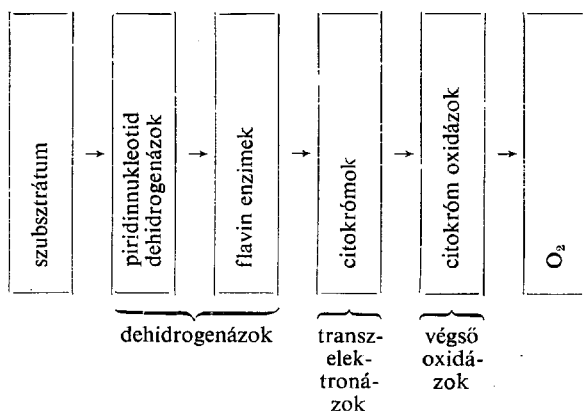 szubsztrátum
piridinnukleotid
dehidrogenázok
flavin enzimek
citokrómok
citokróm oxidázok
O₂
dehidrogenázok
transz-
elek-
troná-
zok
végső
oxidá-
zok